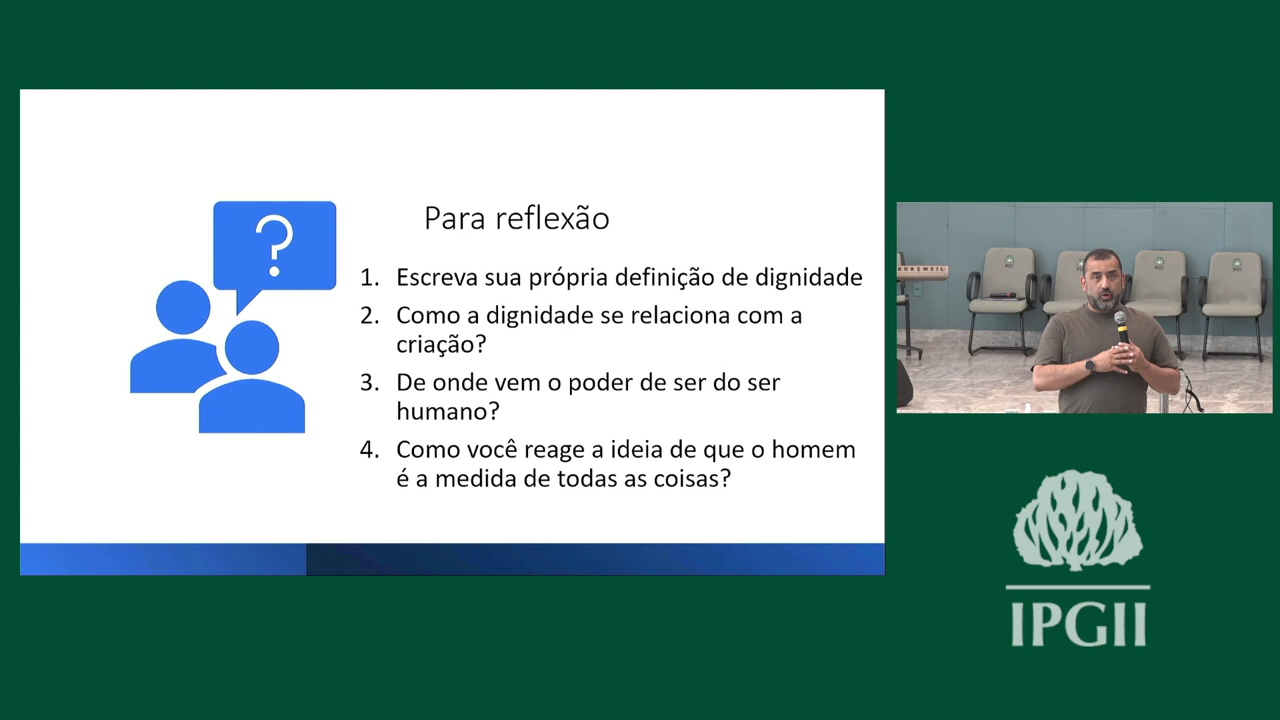 ?
Para reflexão
1. Escreva sua própria definição de dignidade
2. Como a dignidade se relaciona com a
criação?
3. De onde vem o poder de ser do ser
humano?
4. Como você reage a ideia de que o homem
é a medida de todas as coisas?
KURZWEIL
IPGII